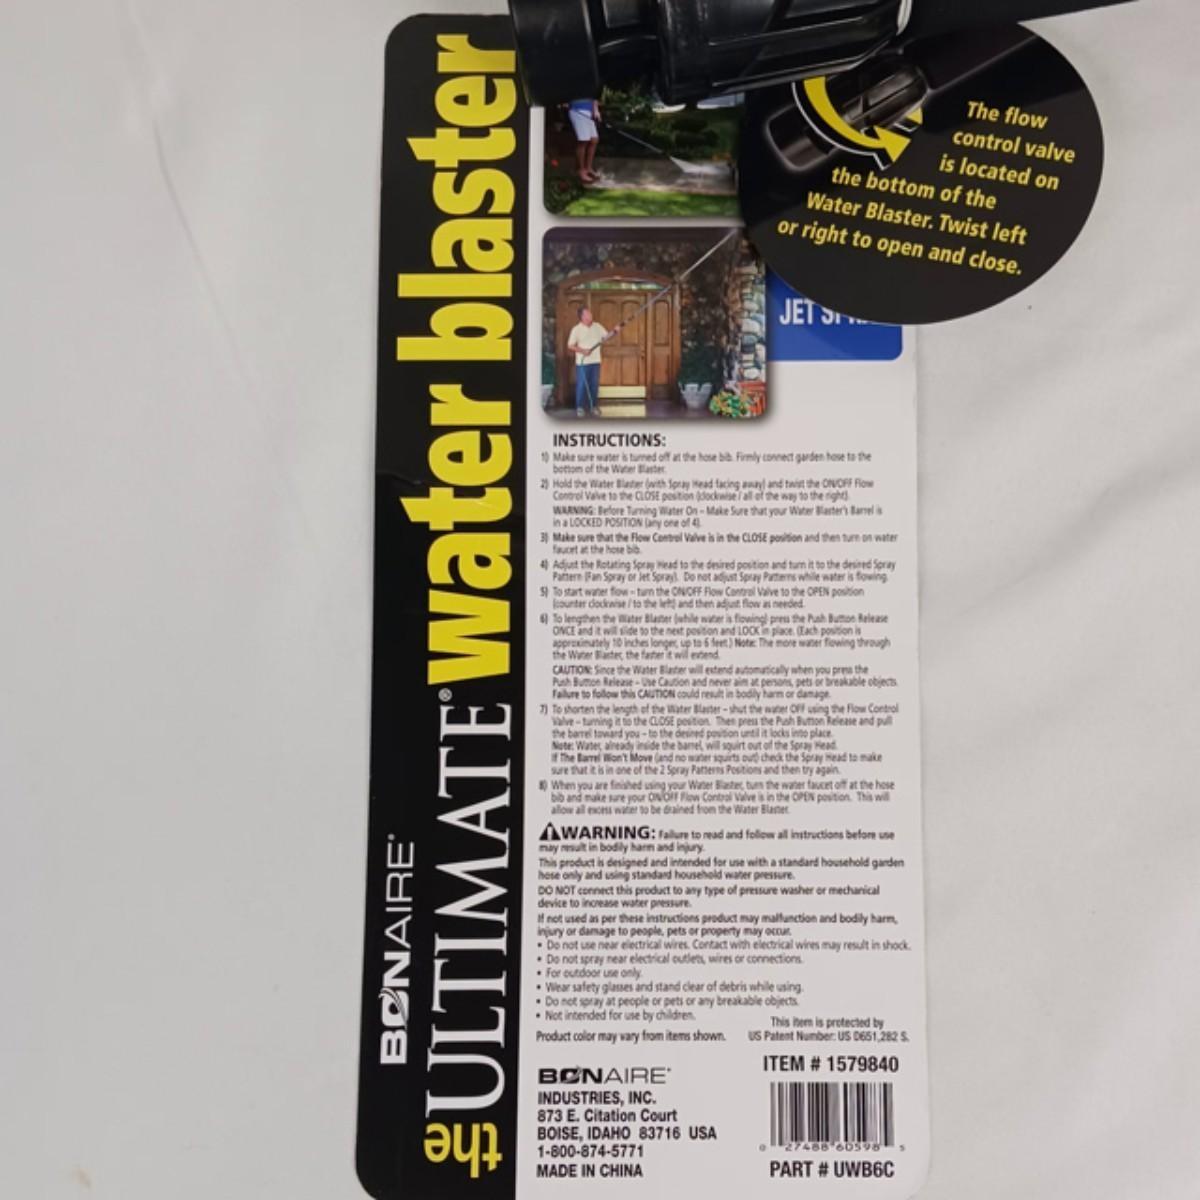 BONAIRE®
the ULTIMATE® water blaster
The flow
control valve
is located on
the bottom of the
Water Blaster. Twist left
or right to open and close.
JET
INSTRUCTIONS:
1) Make sure water is turned off at the hose bib. Firmly connect garden hose to the
bottom of the Water Blaster.
2) Hold the Water Blaster (with Spray Head facing away) and twist the ON/OFF Flow
Control Valve to the CLOSE position (clockwise / all of the way to the right).
WARNING: Before Turning Water On – Make Sure that your Water Blaster's Barrel is
in a LOCKED POSITION (any one of 4).
3) Make sure that the Flow Control Valve is in the CLOSE position and then turn on water
faucet at the hose bib.
4) Adjust the Rotating Spray Head to the desired position and turn it to the desired Spray
Pattern (Fan Spray or Jet Spray). Do not adjust Spray Patterns while water is flowing.
5) To start water flow – turn the ON/OFF Flow Control Valve to the OPEN position
(counter clockwise / to the left) and then adjust flow as needed.
6) To lengthen the Water Blaster (while water is flowing) press the Push Button Release
ONCE and it will slide to the next position and LOCK in place. (Each position is
approximately 10 inches longer, up to 6 feet.) Note: The more water flowing through
the Water Blaster, the faster it will extend.
CAUTION: Since the Water Blaster will extend automatically when you press the
Push Button Release – Use Caution and never aim at persons, pets or breakable objects.
Failure to follow this CAUTION could result in bodily harm or damage.
7) To shorten the length of the Water Blaster – shut the water OFF using the Flow Control
Valve – turning it to the CLOSE position. Then press the Push Button Release and pull
the barrel toward you – to the desired position until it locks into place.
Note: Water, already inside the barrel, will squirt out of the Spray Head.
If The Barrel Won't Move (and no water squirts out) check the Spray Head to make
sure that it is in one of the 2 Spray Patterns Positions and then try again.
8) When you are finished using your Water Blaster, turn the water faucet off at the hose
bib and make sure your ON/OFF Flow Control Valve is in the OPEN position. This will
allow all excess water to be drained from the Water Blaster.
WARNING: Failure to read and follow all instructions before use
may result in bodily harm and injury.
This product is designed and intended for use with a standard household garden
hose only and using standard household water pressure.
DO NOT connect this product to any type of pressure washer or mechanical
device to increase water pressure.
If not used as per these instructions product may malfunction and bodily harm,
injury or damage to people, pets or property may occur.
• Do not use near electrical wires. Contact with electrical wires may result in shock.
• Do not spray near electrical outlets, wires or connections.
• For outdoor use only.
• Wear safety glasses and stand clear of debris while using.
• Do not spray at people or pets or any breakable objects.
• Not intended for use by children.
Product color may vary from items shown.
This item is protected by
US Patent Number: US D651,282 S.
BONAIRE®
INDUSTRIES, INC.
873 E. Citation Court
BOISE, IDAHO 83716 USA
1-800-874-5771
MADE IN CHINA
ITEM # 1579840
0 27488 60598 5
PART # UWB6C